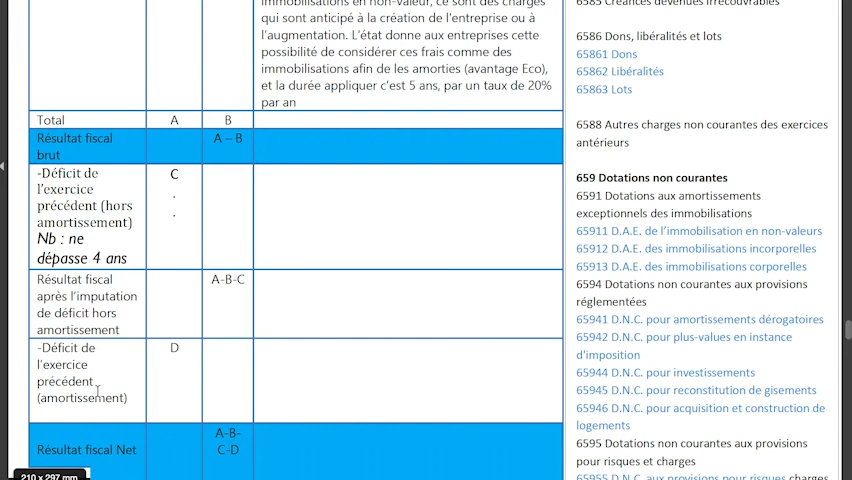 immobilisations en non-valeur, ce sont des charges
qui sont anticipé à la création de l'entreprise ou à
l'augmentation. L'état donne aux entreprises cette
possibilité de considérer ces frais comme des
immobilisations afin de les amorties (avantage Eco),
et la durée appliquer c'est 5 ans, par un taux de 20%
par an
Total A B
Résultat fiscal
brut
A – B
-Déficit de
l'exercice
précédent (hors
amortissement)
Nb : ne
dépasse 4 ans
C
.
.
Résultat fiscal
après l'imputation
de déficit hors
amortissement
A-B-C
-Déficit de
l'exercice
précédent
(amortissement)
D
Résultat fiscal Net
A-B-
C-D
210 x 297 mm
6585 Créances devenues irrécouvrables
6586 Dons, libéralités et lots
65861 Dons
65862 Libéralités
65863 Lots
6588 Autres charges non courantes des exercices
antérieurs
659 Dotations non courantes
6591 Dotations aux amortissements
exceptionnels des immobilisations
65911 D.A.E. de l'immobilisation en non-valeurs
65912 D.A.E. des immobilisations incorporelles
65913 D.A.E. des immobilisations corporelles
6594 Dotations non courantes aux provisions
réglementées
65941 D.N.C. pour amortissements dérogatoires
65942 D.N.C. pour plus-values en instance
d'imposition
65944 D.N.C. pour investissements
65945 D.N.C. pour reconstitution de gisements
65946 D.N.C. pour acquisition et construction de
logements
6595 Dotations non courantes aux provisions
pour risques et charges
65955 D.N.C. aux provisions pour risques charges